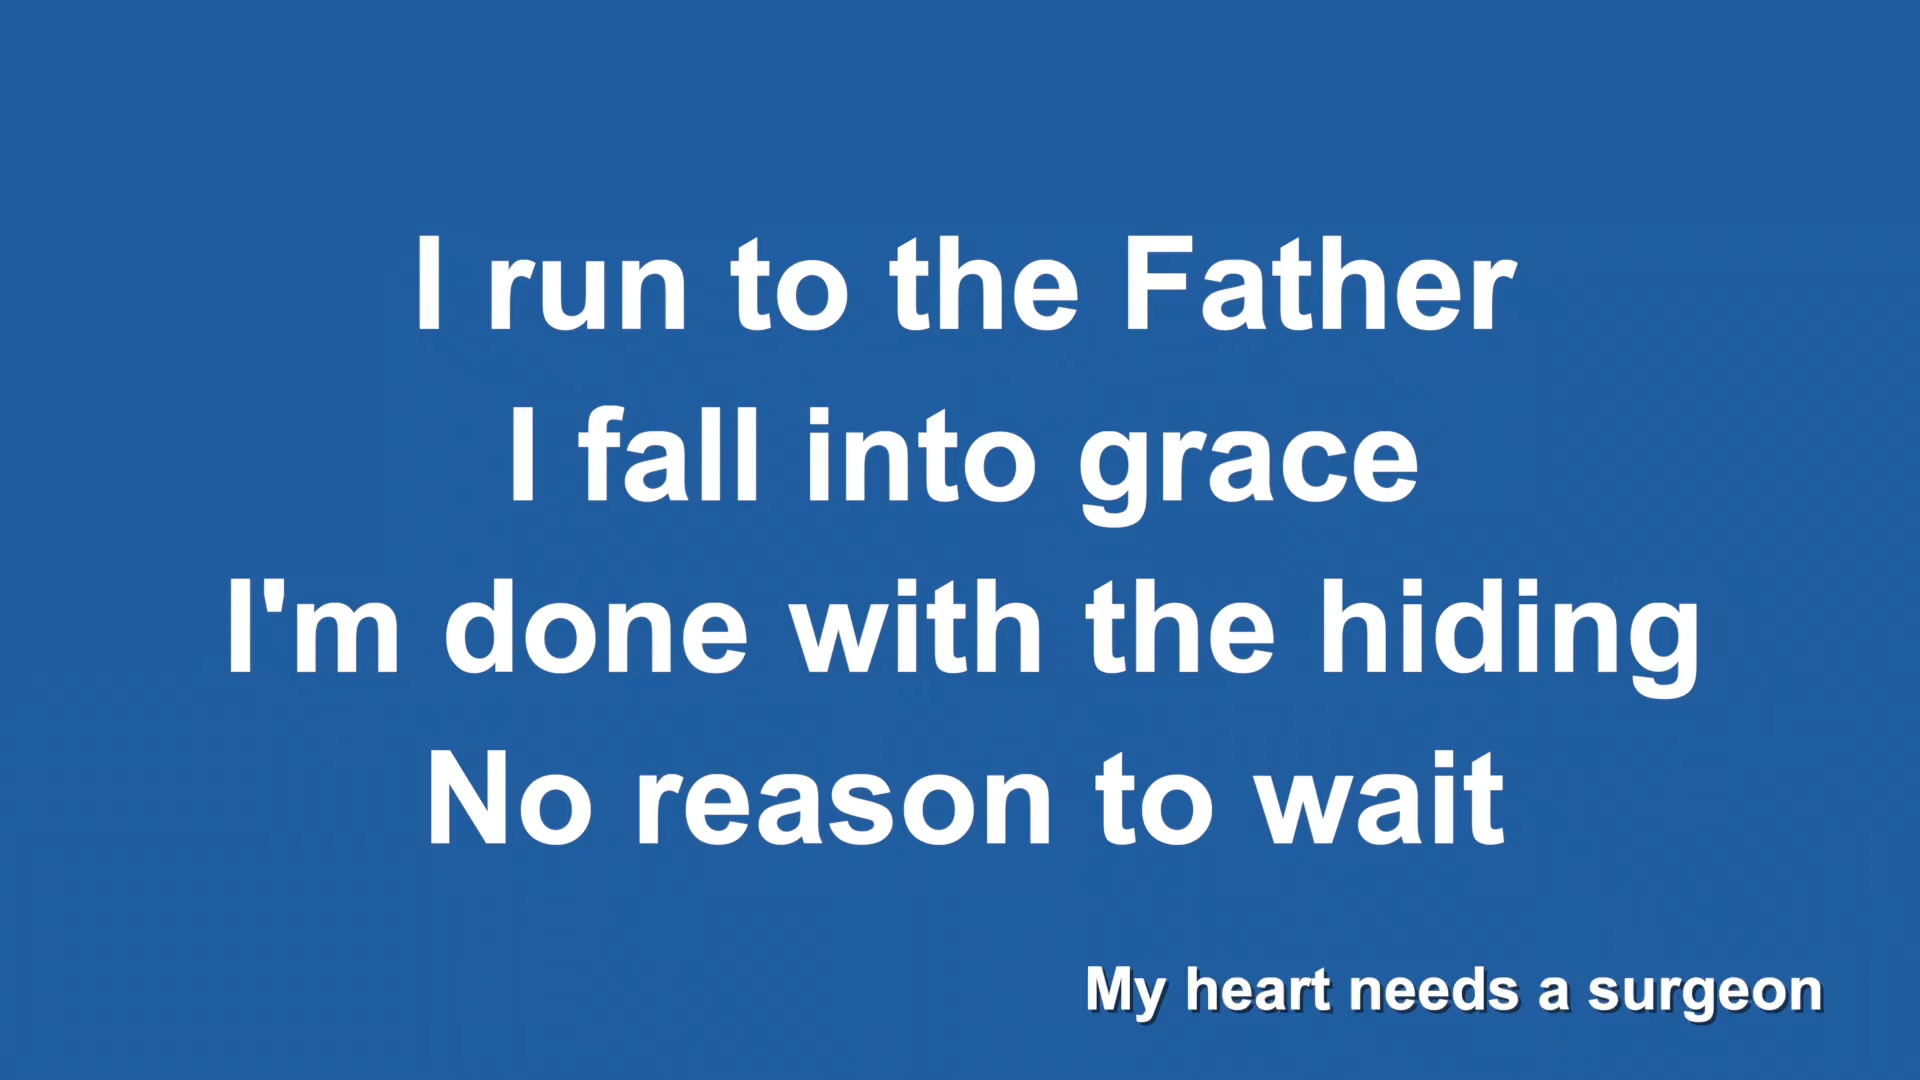 I run to the Father
I fall into grace
I'm done with the hiding
No reason to wait
My heart needs a surgeon